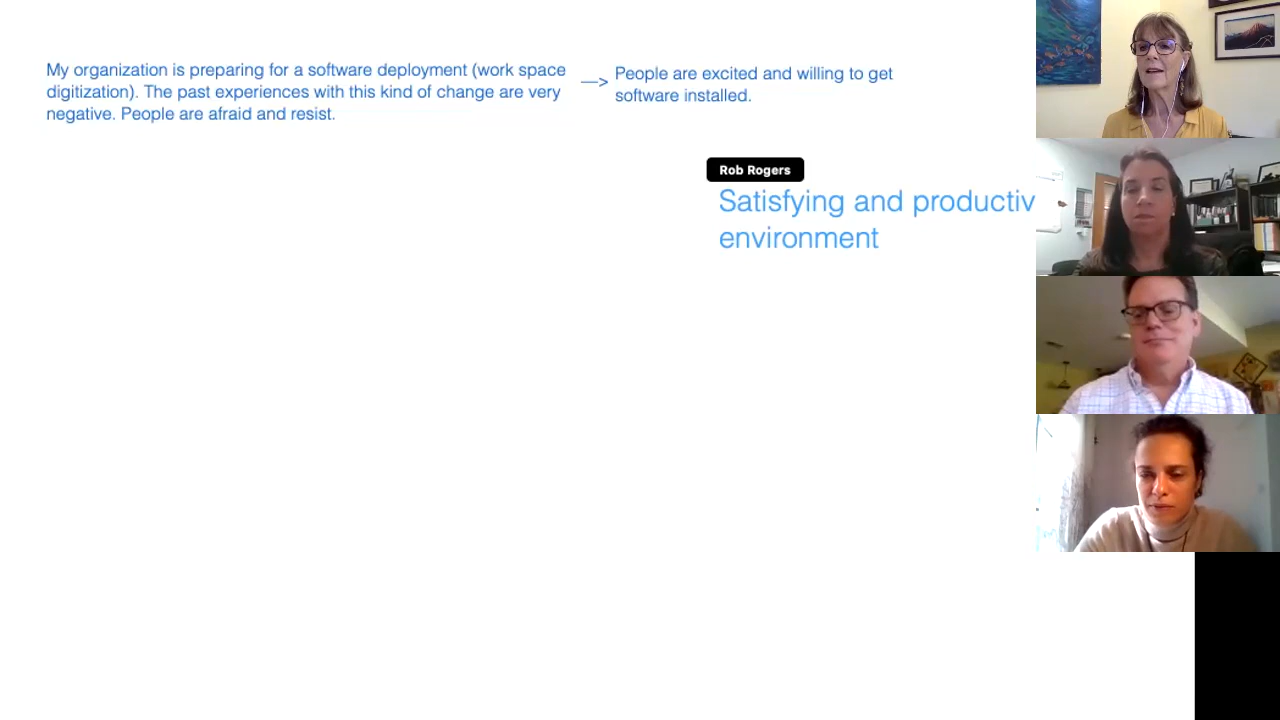 My organization is preparing for a software deployment (work space
digitization). The past experiences with this kind of change are very
negative. People are afraid and resist.
—> People are excited and willing to get
software installed.
Rob Rogers
Satisfying and productiv
environment